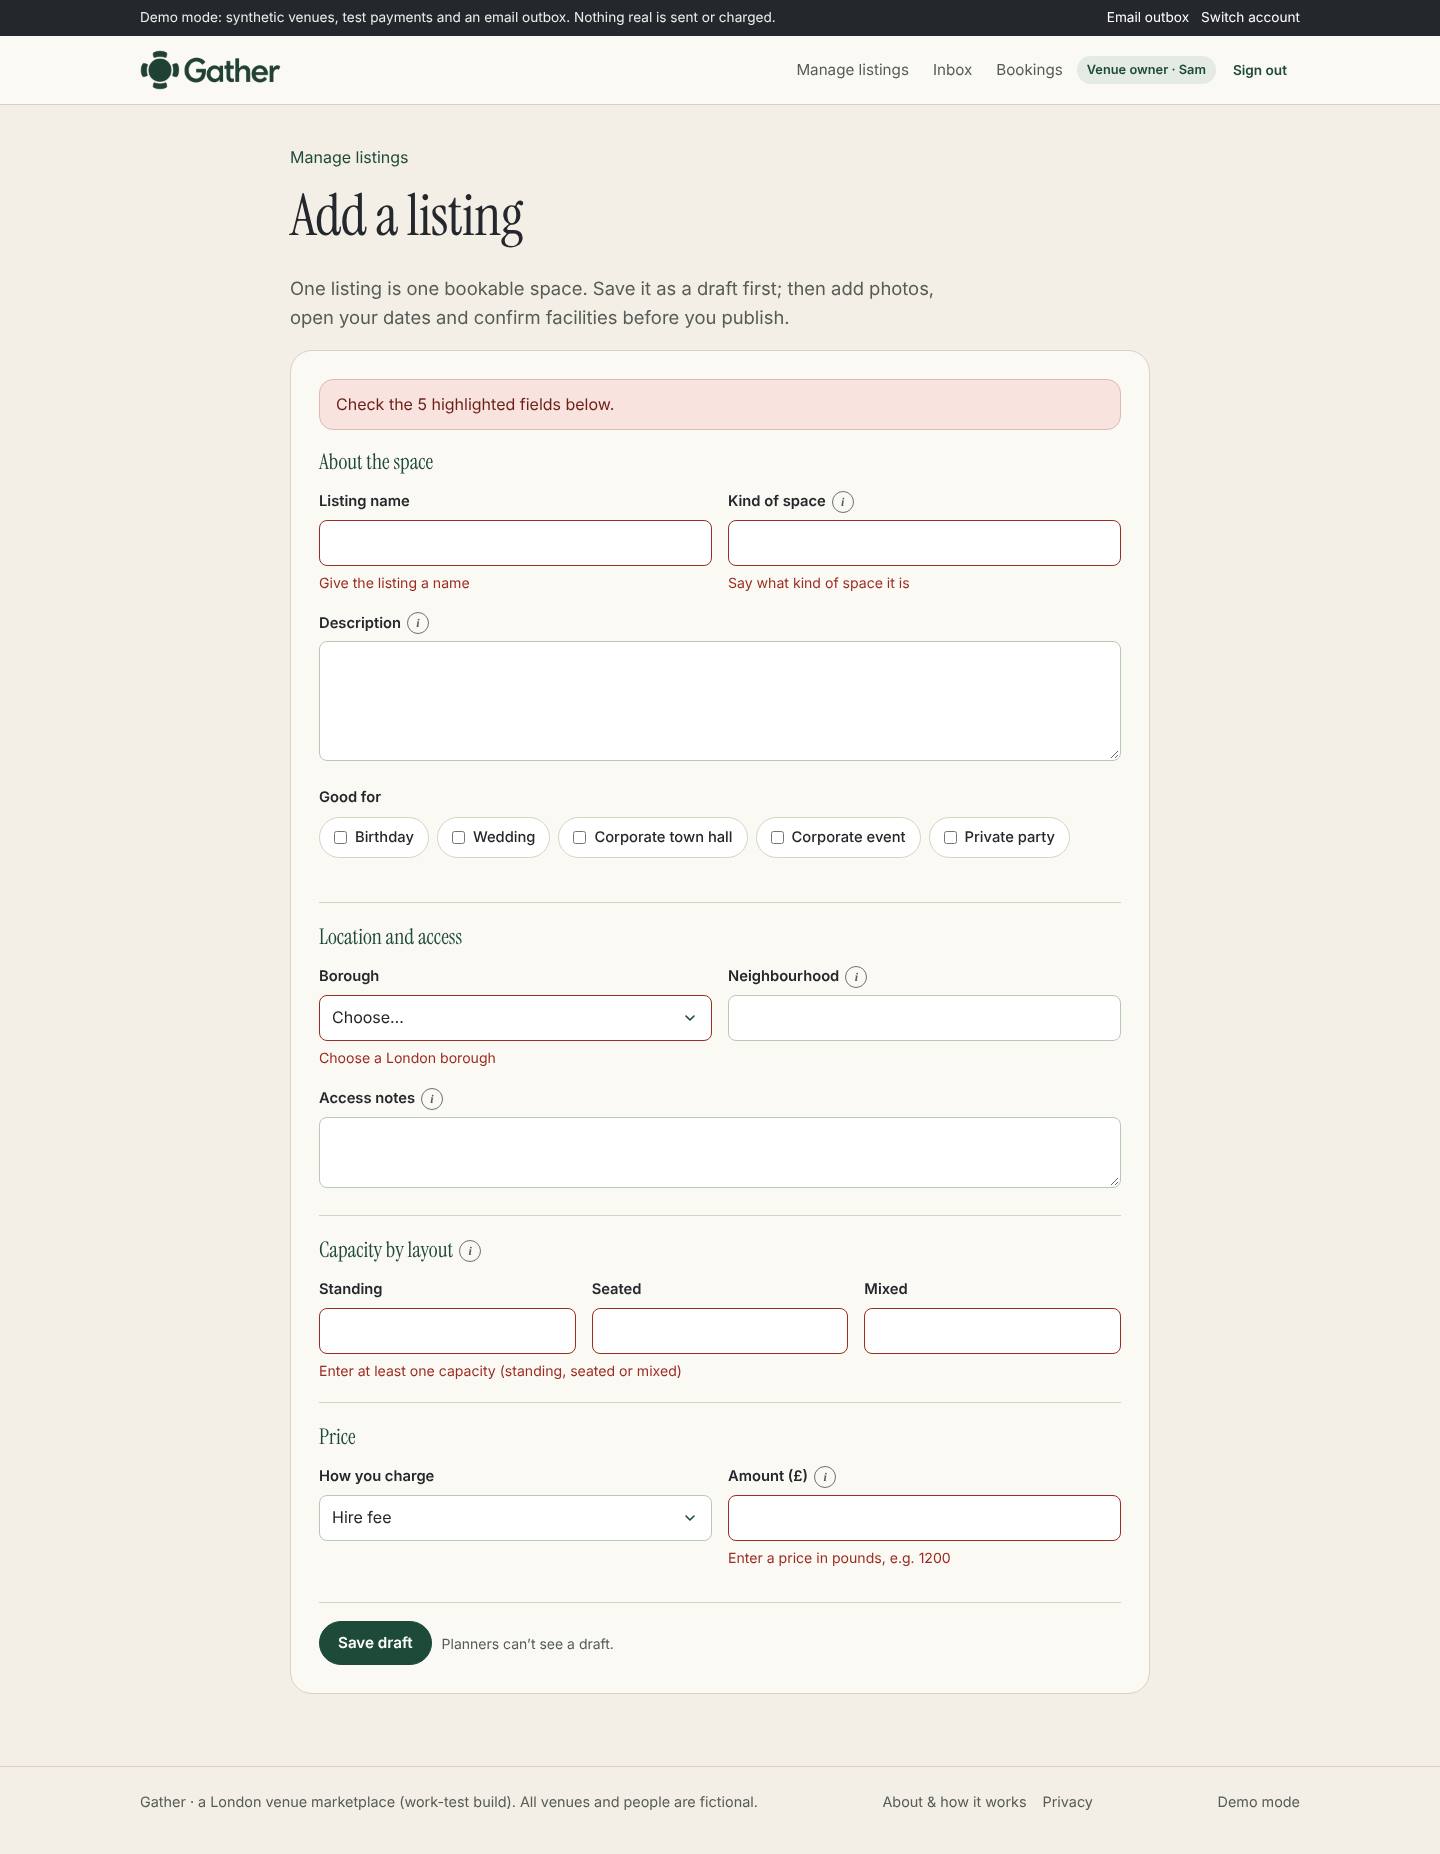 Demo mode: synthetic venues, test payments and an email outbox. Nothing real is sent or charged.
Email outbox Switch account
Gather
Manage listings Inbox Bookings Venue owner · Sam Sign out
Manage listings
Add a listing
One listing is one bookable space. Save it as a draft first; then add photos,
open your dates and confirm facilities before you publish.
Check the 5 highlighted fields below.
About the space
Listing name
Kind of space i
Give the listing a name
Say what kind of space it is
Description i
Good for
Birthday Wedding Corporate town hall Corporate event Private party
Location and access
Borough
Neighbourhood i
Choose...
Choose a London borough
Access notes i
Capacity by layout i
Standing Seated Mixed
Enter at least one capacity (standing, seated or mixed)
Price
How you charge
Amount (£) i
Hire fee
Enter a price in pounds, e.g. 1200
Save draft Planners can’t see a draft.
Gather · a London venue marketplace (work-test build). All venues and people are fictional.
About & how it works Privacy
Demo mode